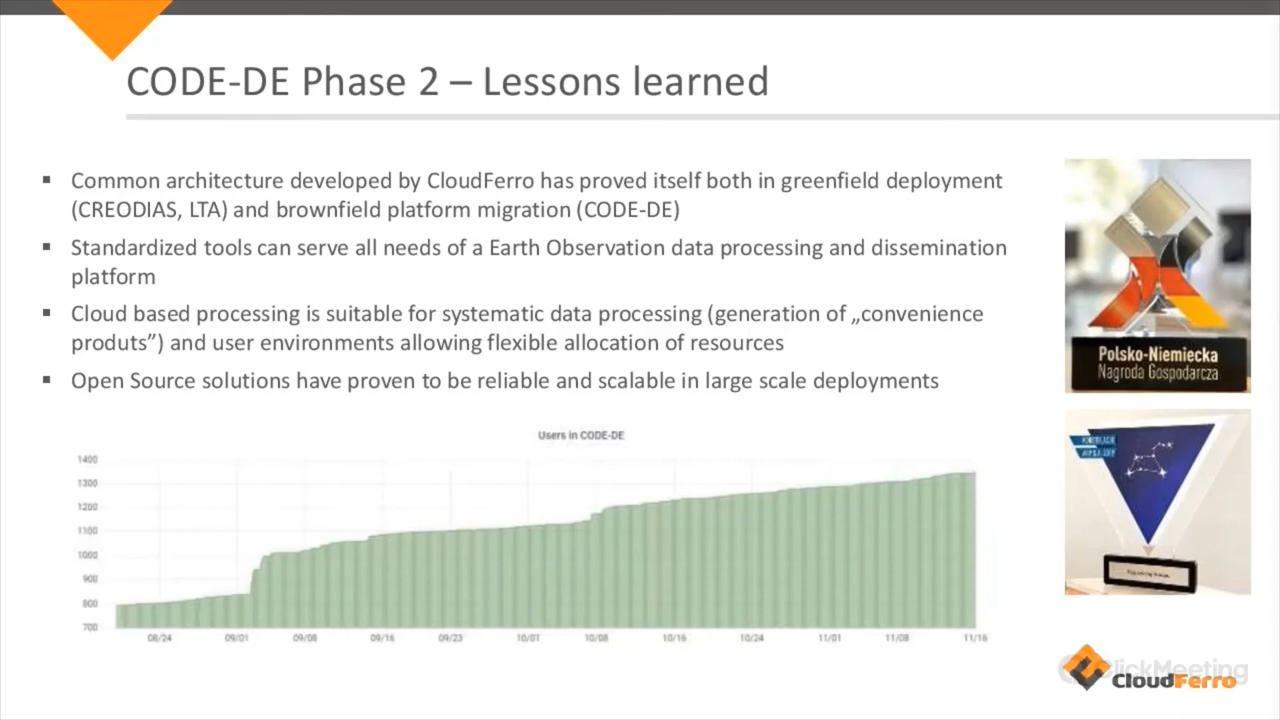 CODE-DE Phase 2 – Lessons learned
▪ Common architecture developed by CloudFerro has proved itself both in greenfield deployment
(CREODIAS, LTA) and brownfield platform migration (CODE-DE)
▪ Standardized tools can serve all needs of a Earth Observation data processing and dissemination
platform
▪ Cloud based processing is suitable for systematic data processing (generation of „convenience
produts”) and user environments allowing flexible allocation of resources
▪ Open Source solutions have proven to be reliable and scalable in large scale deployments
Polsko-Niemiecka
Nagroda Gospodarcza
Users in CODE-DE
1400
1300
1200
1100
1000
900
800
700
08/24 09/01 09/08 09/16 09/23 10/01 10/08 10/16 10/24 11/01 11/08 11/16
ClickMeeting
CloudFerro